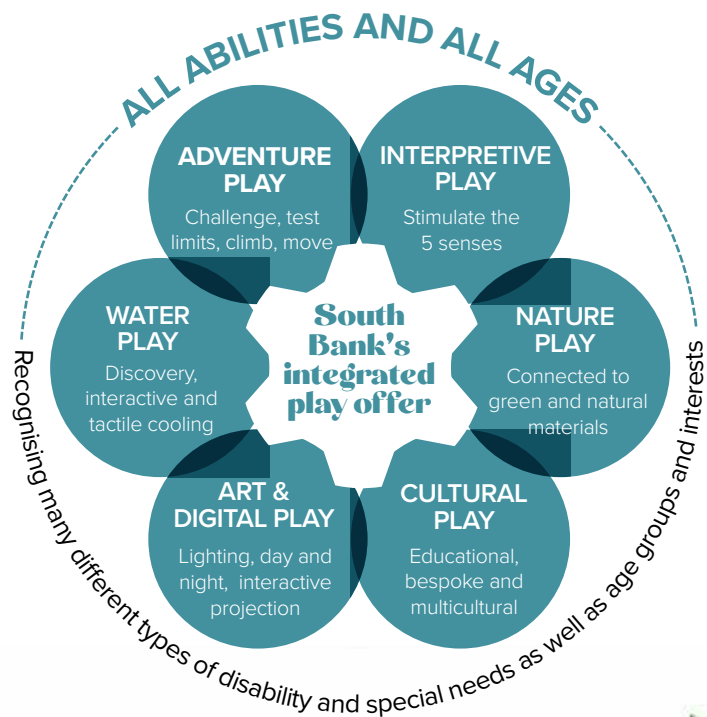 ALL ABILITIES AND ALL AGES
ADVENTURE
PLAY
Challenge, test
limits, climb, move
INTERPRETIVE
PLAY
Stimulate the
5 senses
WATER
PLAY
Discovery,
interactive and
tactile cooling
South
Bank's
integrated
play offer
NATURE
PLAY
Connected to
green and natural
materials
ART &
DIGITAL PLAY
Lighting, day and
night, interactive
projection
CULTURAL
PLAY
Educational,
bespoke and
multicultural
Recognising many different types of disability and special needs as well as age groups and interests